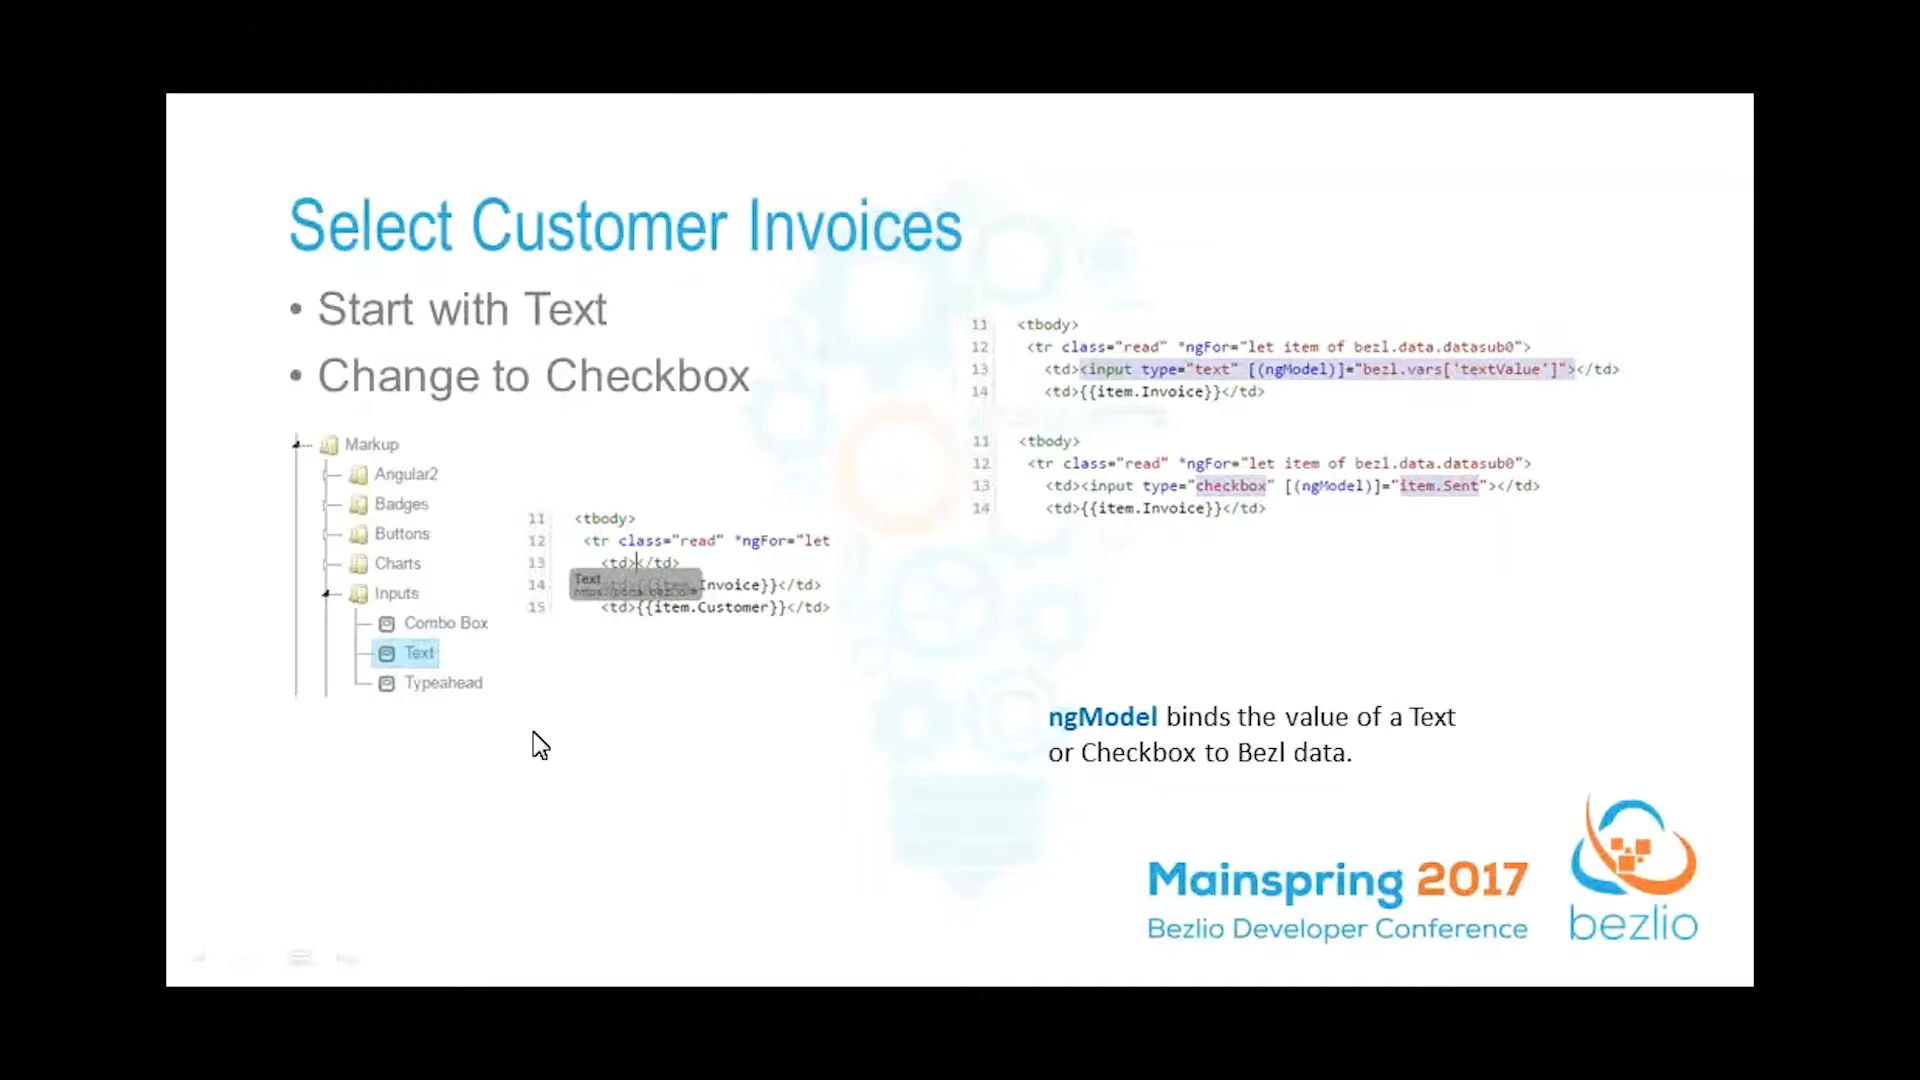 Select Customer Invoices
• Start with Text
• Change to Checkbox
Markup
Angular2
Badges
Buttons
Charts
Inputs
Combo Box
Text
Typeahead
11 <tbody>
12 <tr class="read" *ngFor="let
13 <td></td>
Text
14 Invoice}}</td>
15 <td>{{item.Customer}}</td>
11 <tbody>
12 <tr class="read" *ngFor="let item of bezl.data.datasub0">
13 <td><input type="text" [(ngModel)]="bezl.vars['textValue']"></td>
14 <td>{{item.Invoice}}</td>
11 <tbody>
12 <tr class="read" *ngFor="let item of bezl.data.datasub0">
13 <td><input type="checkbox" [(ngModel)]="item.Sent"></td>
14 <td>{{item.Invoice}}</td>
ngModel binds the value of a Text
or Checkbox to Bezl data.
Mainspring 2017
Bezlio Developer Conference
bezlio